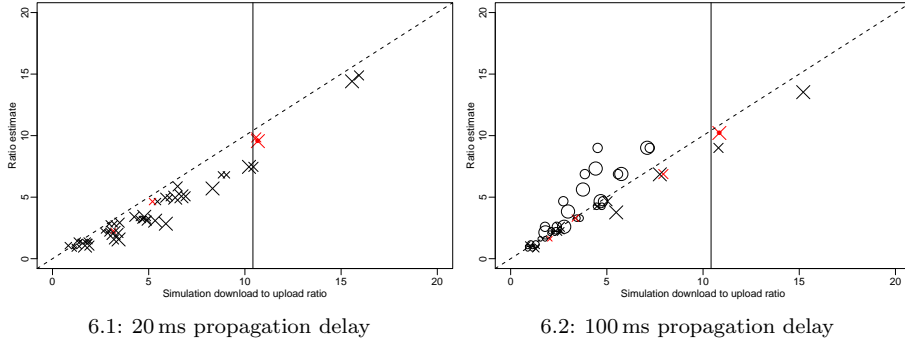 20
15
10
5
0
Ratio estimate
0 5 10 15 20
Simulation download to upload ratio
6.1: 20 ms propagation delay
20
15
10
5
0
Ratio estimate
0 5 10 15 20
Simulation download to upload ratio
6.2: 100 ms propagation delay